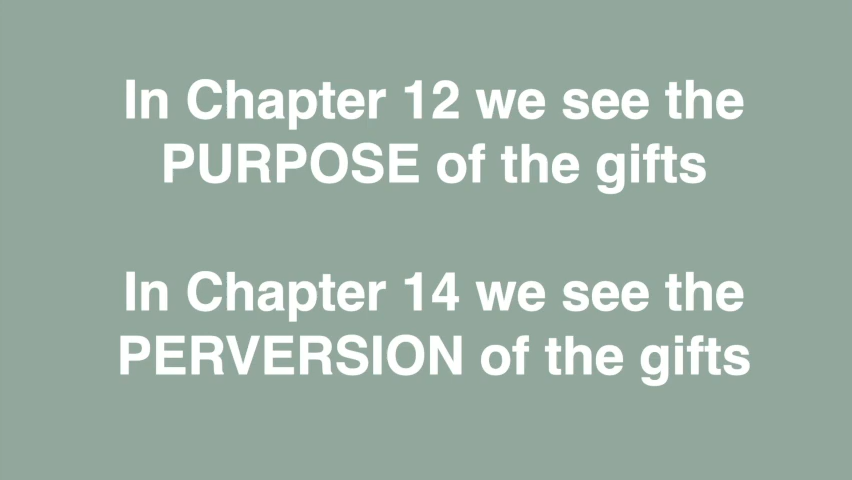 In Chapter 12 we see the
PURPOSE of the gifts
In Chapter 14 we see the
PERVERSION of the gifts